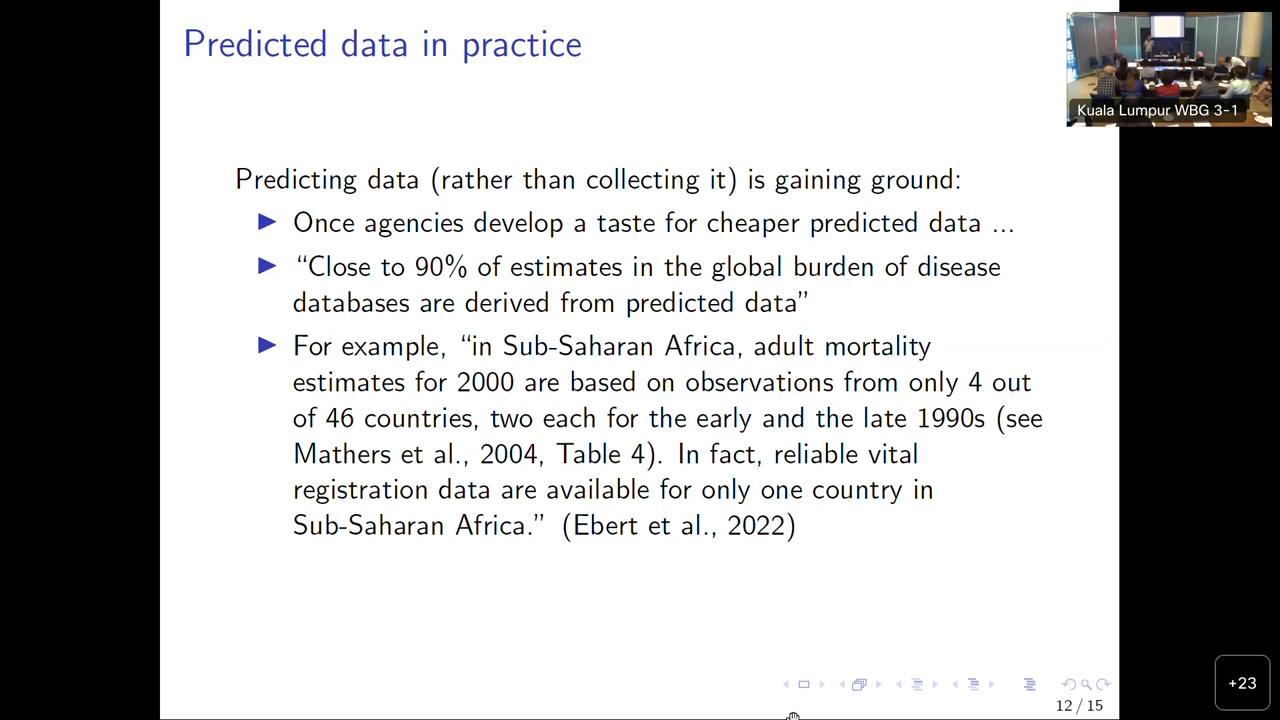 Predicted data in practice
Kuala Lumpur WBG 3-1
Predicting data (rather than collecting it) is gaining ground:
Once agencies develop a taste for cheaper predicted data ...
“Close to 90% of estimates in the global burden of disease
databases are derived from predicted data”
For example, “in Sub-Saharan Africa, adult mortality
estimates for 2000 are based on observations from only 4 out
of 46 countries, two each for the early and the late 1990s (see
Mathers et al., 2004, Table 4). In fact, reliable vital
registration data are available for only one country in
Sub-Saharan Africa.” (Ebert et al., 2022)
+23
12 / 15